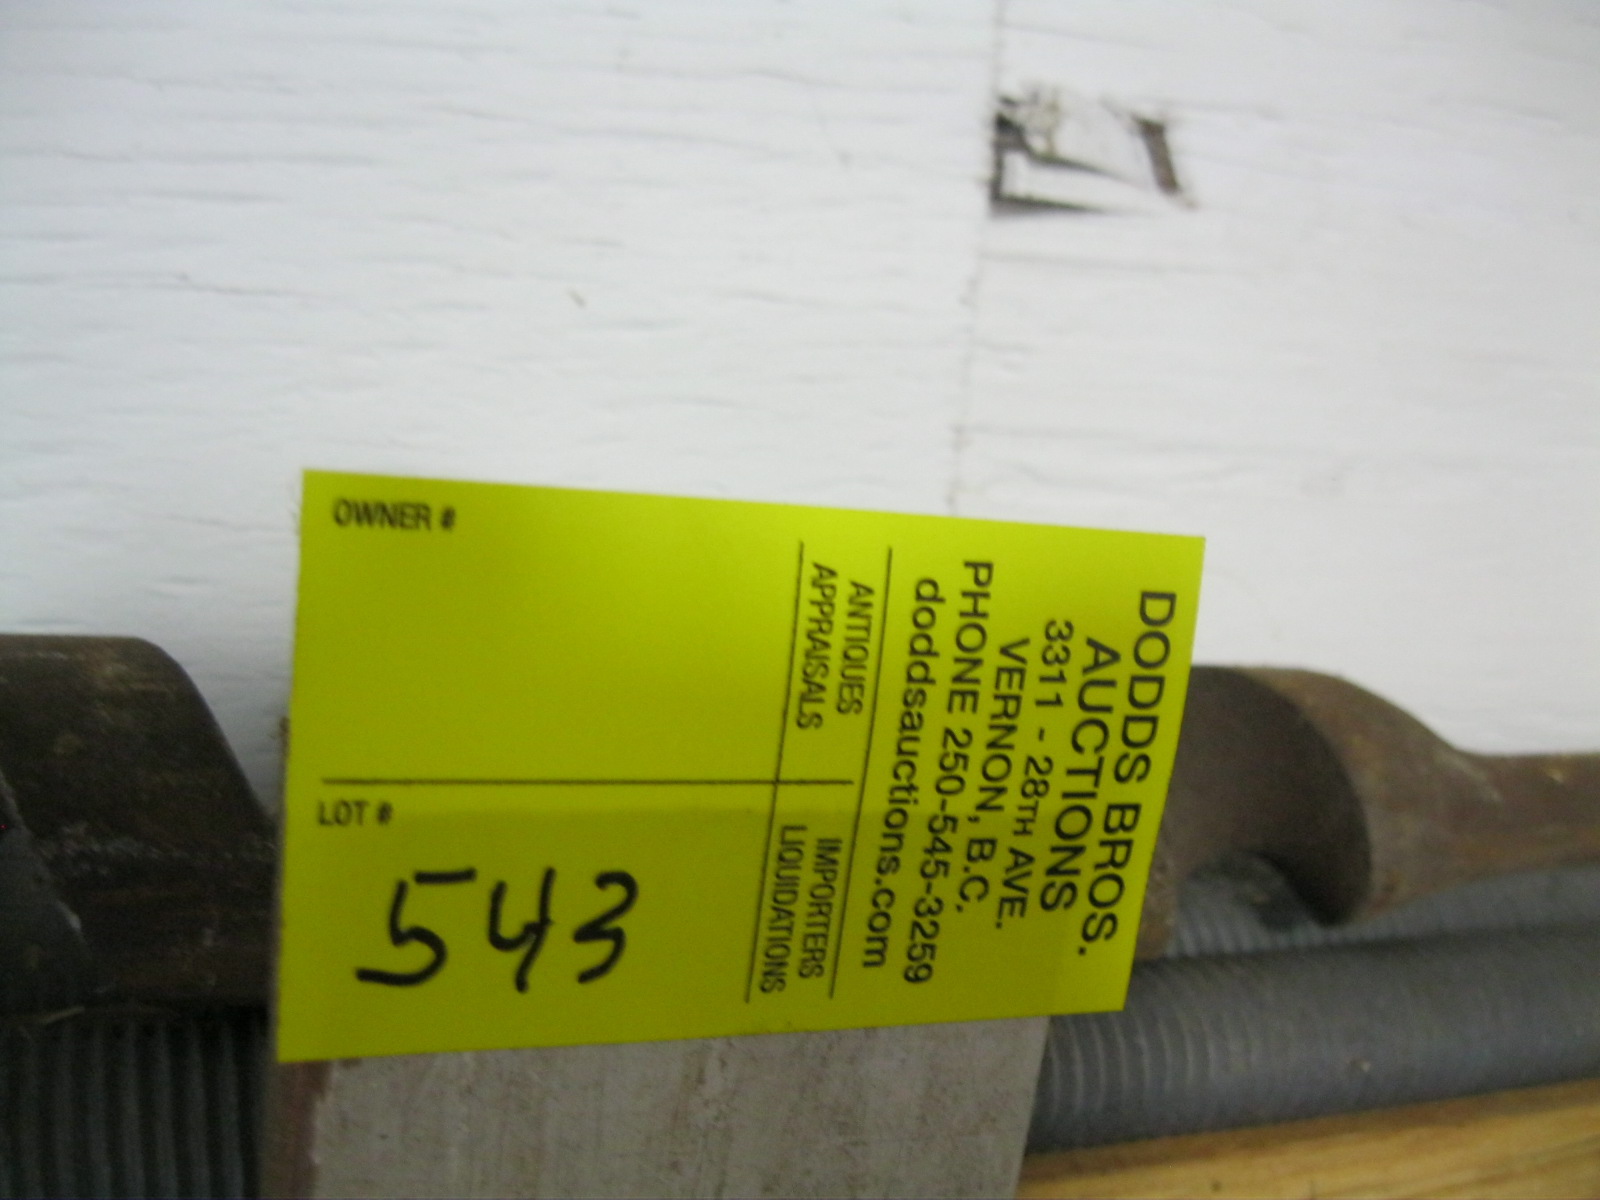 DODDS BROS.
AUCTIONS
3311 - 28TH AVE.
VERNON, B.C.
PHONE 250-545-3259
doddsauctions.com
ANTIQUES IMPORTERS
APPRAISALS LIQUIDATIONS
OWNER #
LOT #
543